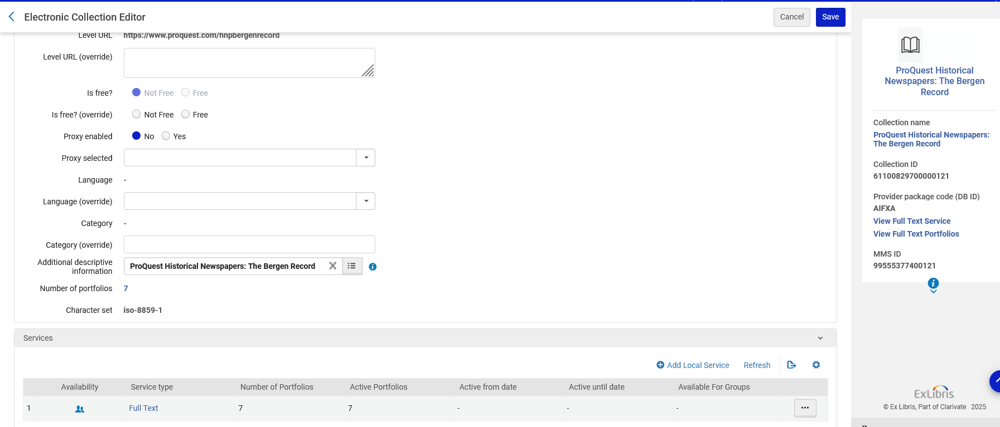 Electronic Collection Editor
Cancel
Save
Level URL https://www.proquest.com/hnpbergenrecord
Level URL (override)
Is free? Not Free Free
Is free? (override) Not Free Free
Proxy enabled No Yes
Proxy selected
Language -
Language (override)
Category -
Category (override)
Additional descriptive
information
ProQuest Historical Newspapers: The Bergen Record
Number of portfolios 7
Character set iso-8859-1
Services
Add Local Service Refresh
Availability Service type Number of Portfolios Active Portfolios Active from date Active until date Available For Groups
1 Full Text 7 7 - - -
ProQuest Historical
Newspapers: The Bergen
Record
Collection name
ProQuest Historical Newspapers:
The Bergen Record
Collection ID
61100829700000121
Provider package code (DB ID)
AIFXA
View Full Text Service
View Full Text Portfolios
MMS ID
99555377400121
ExLibris
© Ex Libris, Part of Clarivate 2025